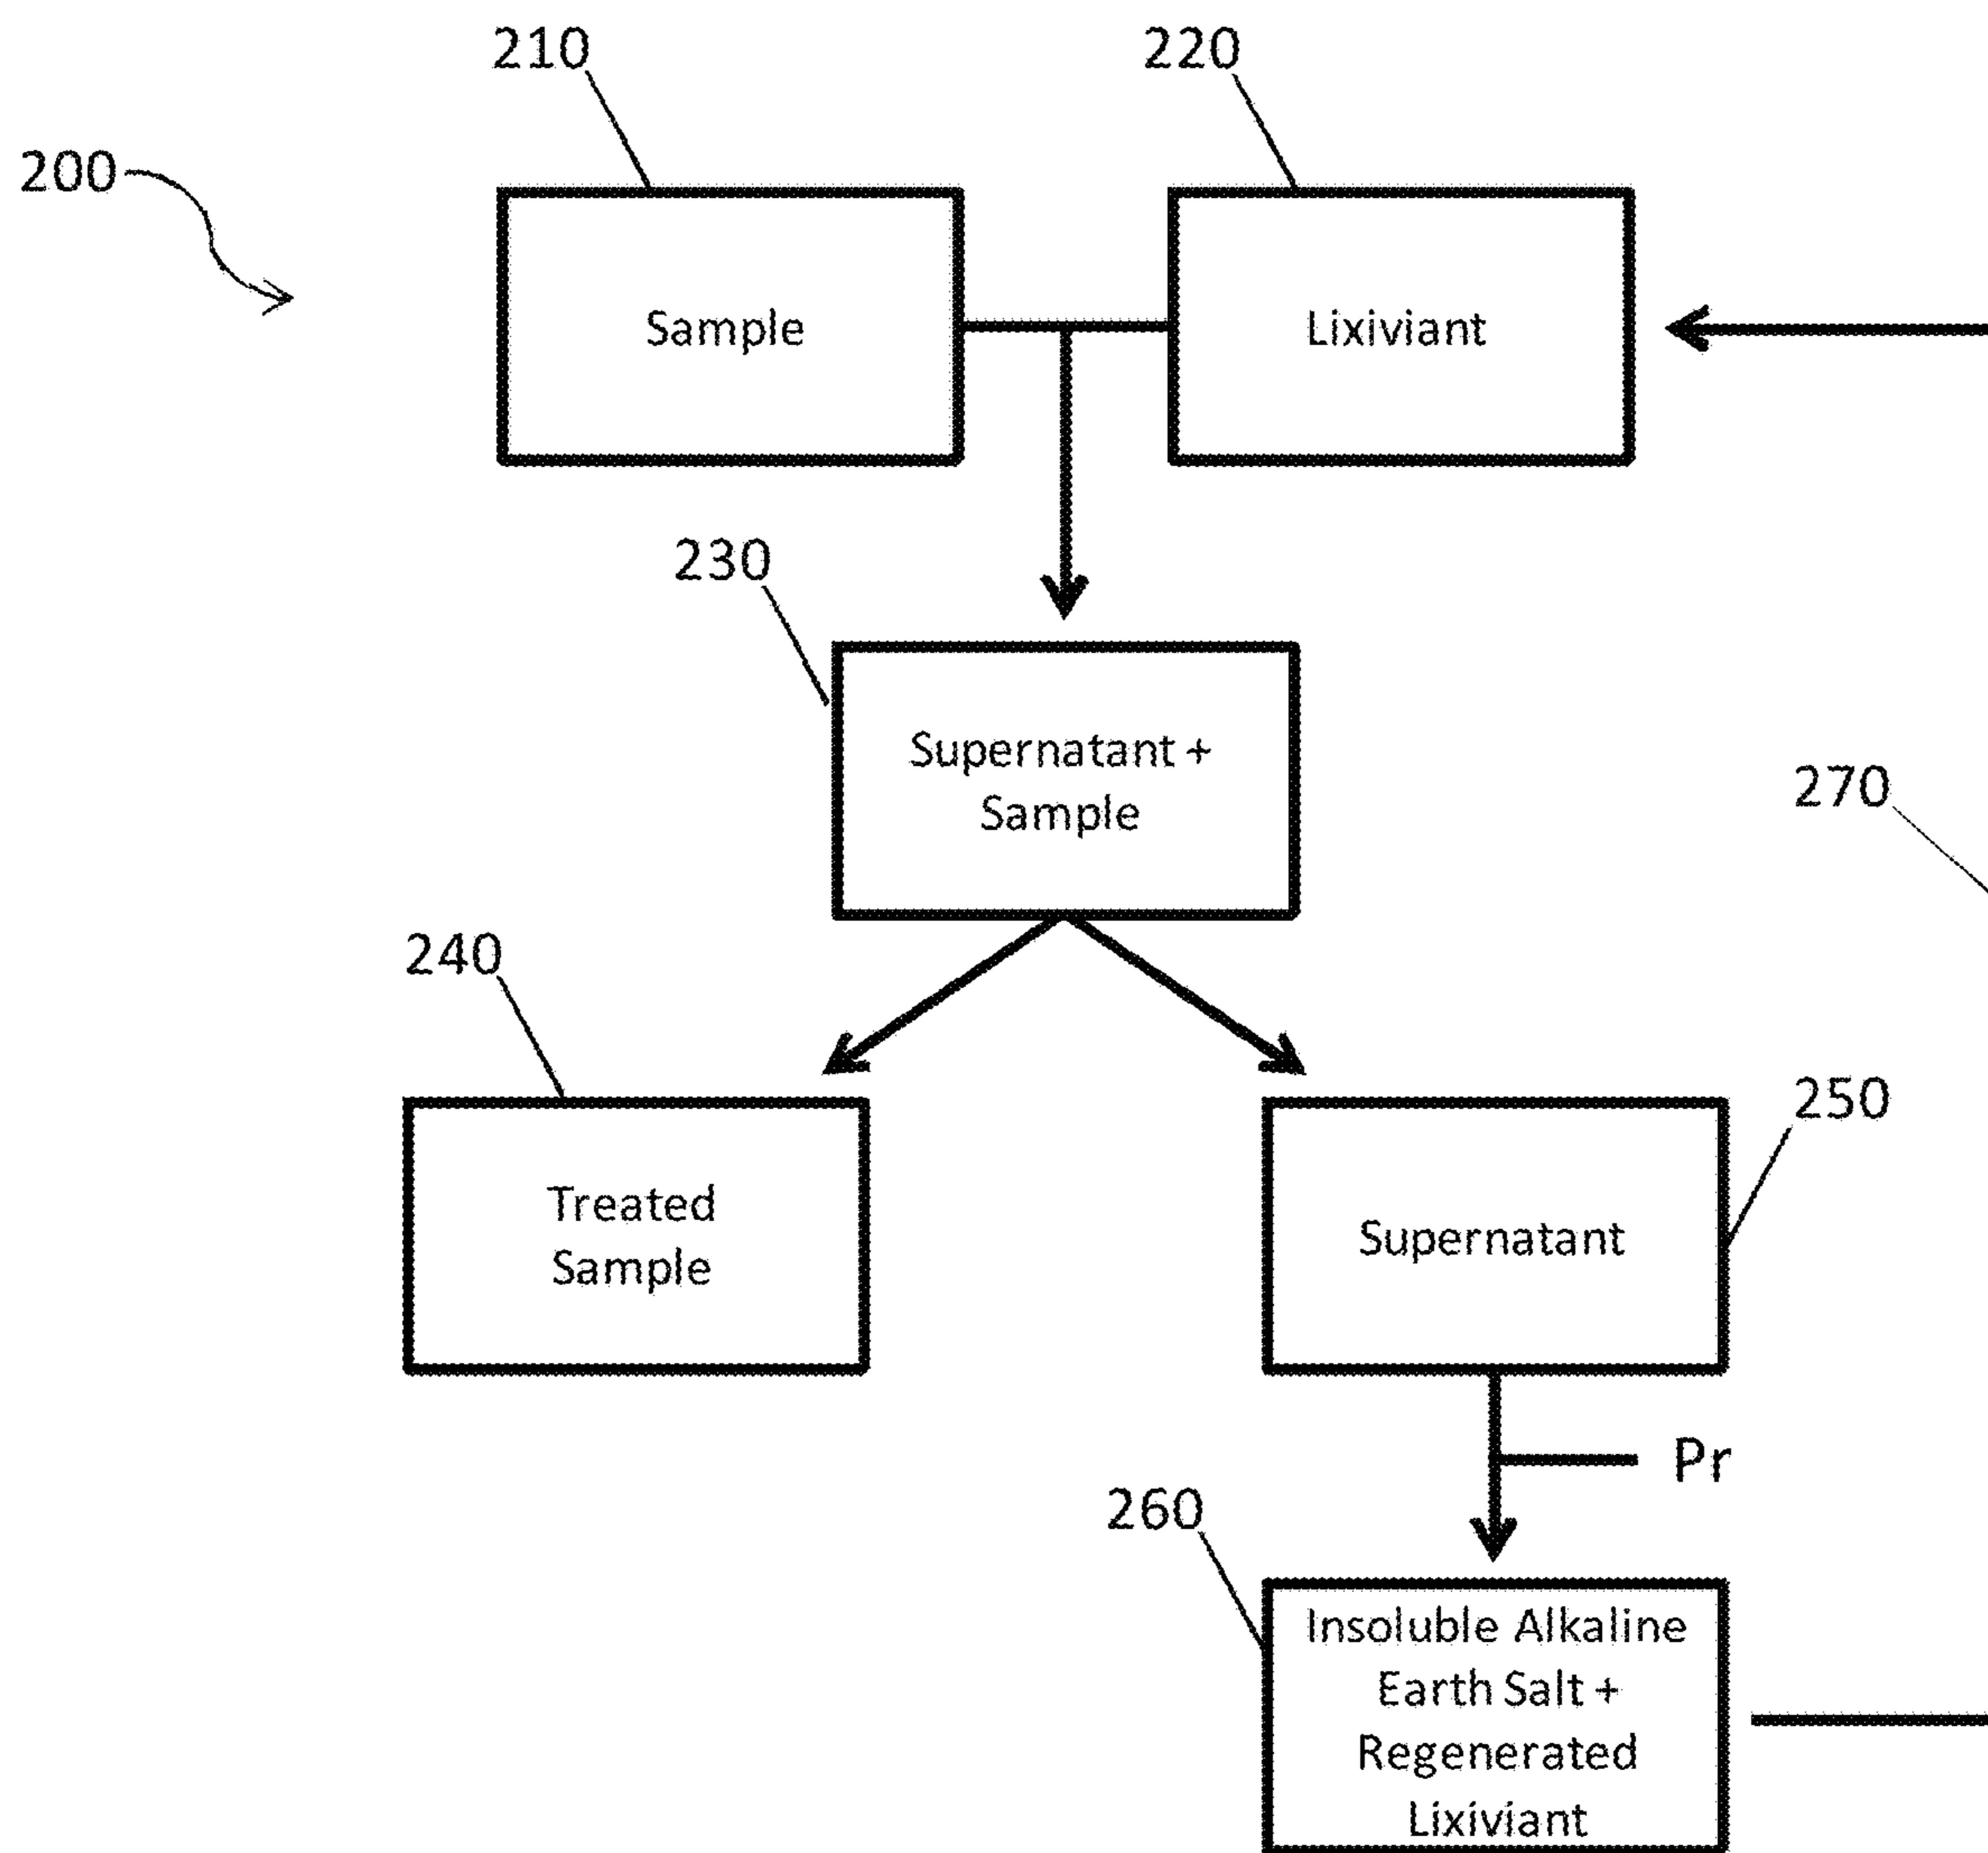 210
220
200
Sample
Lixiviant
230
Supernatant +
Sample
270
240
250
Treated
Sample
Supernatant
Pr
260
Insoluble Alkaline
Earth Salt +
Regenerated
Lixiviant